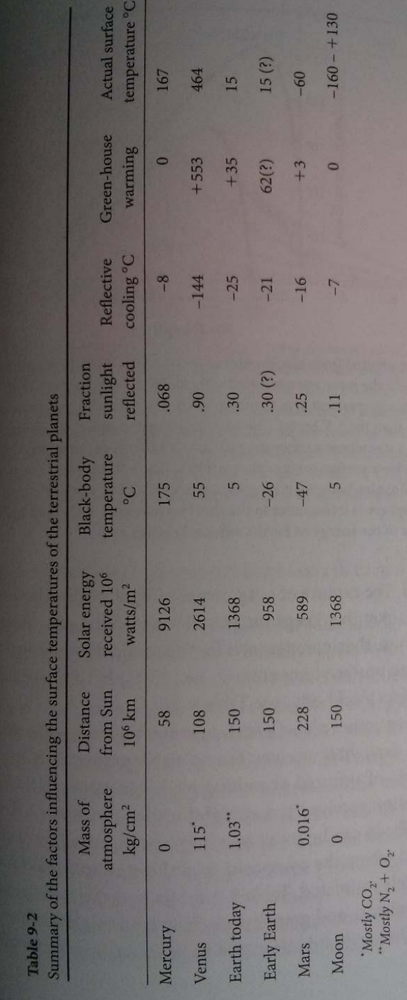 Table 9-2
Summary of the factors influencing the surface temperatures of the terrestrial planets
Mass of Distance Solar energy Black-body Fraction Reflective Green-house Actual surface
atmosphere from Sun received 10⁶ temperature sunlight cooling °C warming temperature °C
kg/cm² 10⁶ km watts/m² °C reflected
Mercury 0 58 9126 175 .068 −8 0 167
Venus 115* 108 2614 55 .90 −144 +553 464
Earth today 1.03** 150 1368 5 .30 −25 +35 15
Early Earth 150 958 −26 .30 (?) −21 62(?) 15 (?)
Mars 0.016* 228 589 −47 .25 −16 +3 −60
Moon 0 150 1368 5 .11 −7 0 −160 – +130
*Mostly CO₂.
**Mostly N₂ + O₂.